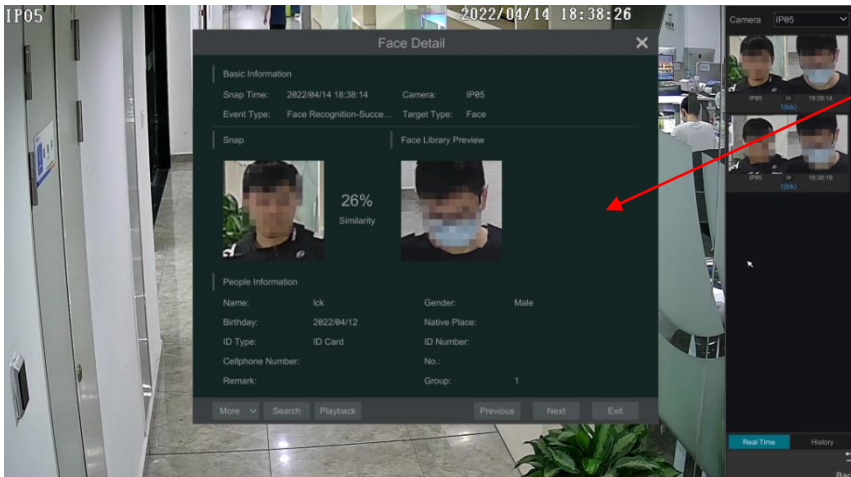 IP05
2022/04/14 18:38:26
Camera IP05
Face Detail
Basic Information
Snap Time: 2022/04/14 18:38:14 Camera: IP05
Event Type: Face Recognition-Succe... Target Type: Face
Snap Face Library Preview
26%
Similarity
People Information
Name: lck Gender: Male
Birthday: 2022/04/12 Native Place:
ID Type: ID Card ID Number:
Cellphone Number: No.:
Remark: Group: 1
More Search Playback Previous Next Exit
IP05 18:38:14
1(lck)
IP05 18:38:10
1(lck)
Real Time History